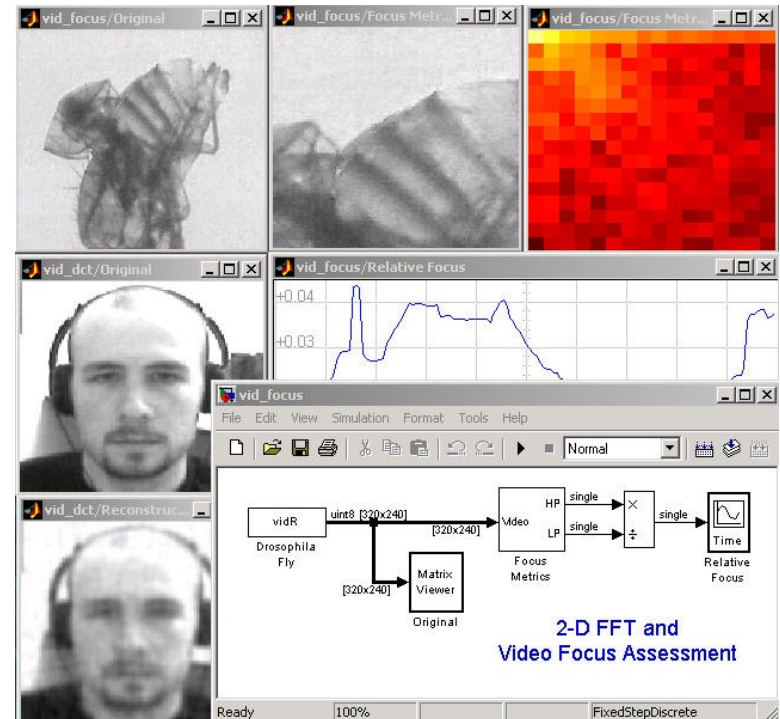 vid_focus/Original
vid_focus/Focus Metr...
vid_focus/Focus Metr...
vid_dct/Original
vid_focus/Relative Focus
+0.04
+0.03
vid_focus
File Edit View Simulation Format Tools Help
Normal
vid_dct/Reconstruc...
vidR
Drosophila
Fly
uint8 [320x240]
[320x240]
[320x240]
Matrix
Viewer
Original
Video
HP
LP
Focus
Metrics
single
single
×
÷
single
Time
Relative
Focus
2-D FFT and
Video Focus Assessment
Ready 100% FixedStepDiscrete